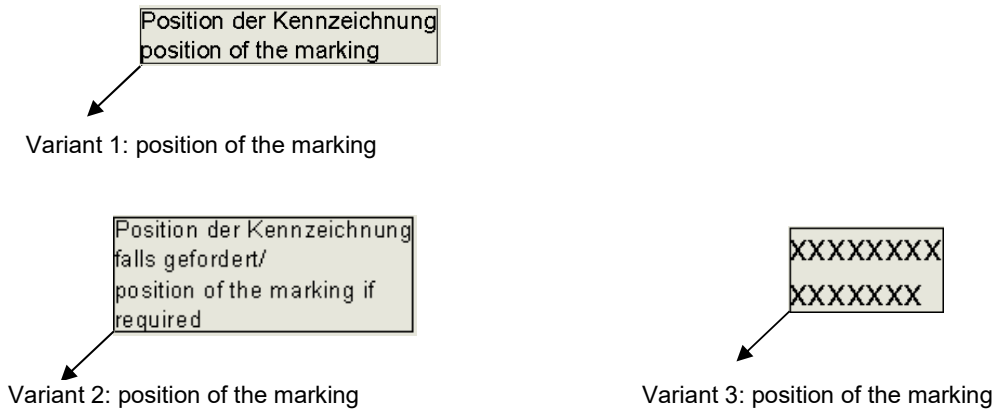 Position der Kennzeichnung
position of the marking
Variant 1: position of the marking
Position der Kennzeichnung
falls gefordert/
position of the marking if
required
Variant 2: position of the marking
XXXXXXXX
XXXXXXX
Variant 3: position of the marking